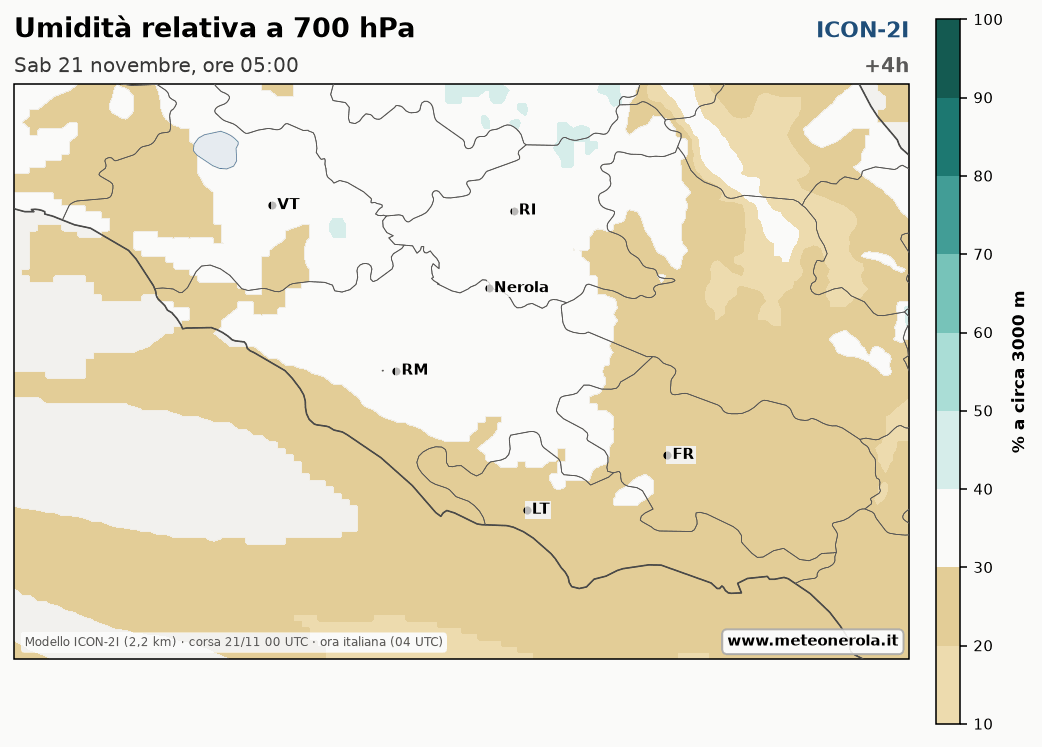 Umidità relativa a 700 hPa
ICON-2I
Sab 21 novembre, ore 05:00
+4h
100
90
80
70
60
50
40
30
20
10
% a circa 3000 m
VT
RI
Nerola
RM
FR
LT
Modello ICON-2I (2,2 km) · corsa 21/11 00 UTC · ora italiana (04 UTC)
www.meteonerola.it